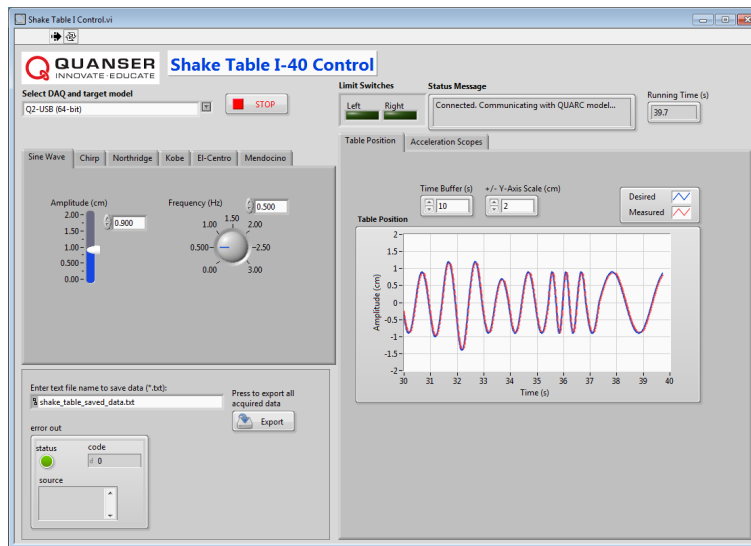 Shake Table I Control.vi
QUANSER
INNOVATE·EDUCATE
Shake Table I-40 Control
Select DAQ and target model
Q2-USB (64-bit)
STOP
Limit Switches
Left Right
Status Message
Connected. Communicating with QUARC model...
Running Time (s)
39.7
Sine Wave Chirp Northridge Kobe El-Centro Mendocino
Amplitude (cm)
2.00
1.50
1.00
0.500
0.00
0.900
Frequency (Hz)
0.500
0.00
0.500
1.00
1.50
2.00
2.50
3.00
Table Position Acceleration Scopes
Time Buffer (s)
10
+/- Y-Axis Scale (cm)
2
Desired
Measured
Table Position
Amplitude (cm)
2
1.5
1
0.5
0
-0.5
-1
-1.5
-2
30 31 32 33 34 35 36 37 38 39 40
Time (s)
Enter text file name to save data (*.txt):
shake_table_saved_data.txt
Press to export all
acquired data
Export
error out
status
code
d 0
source